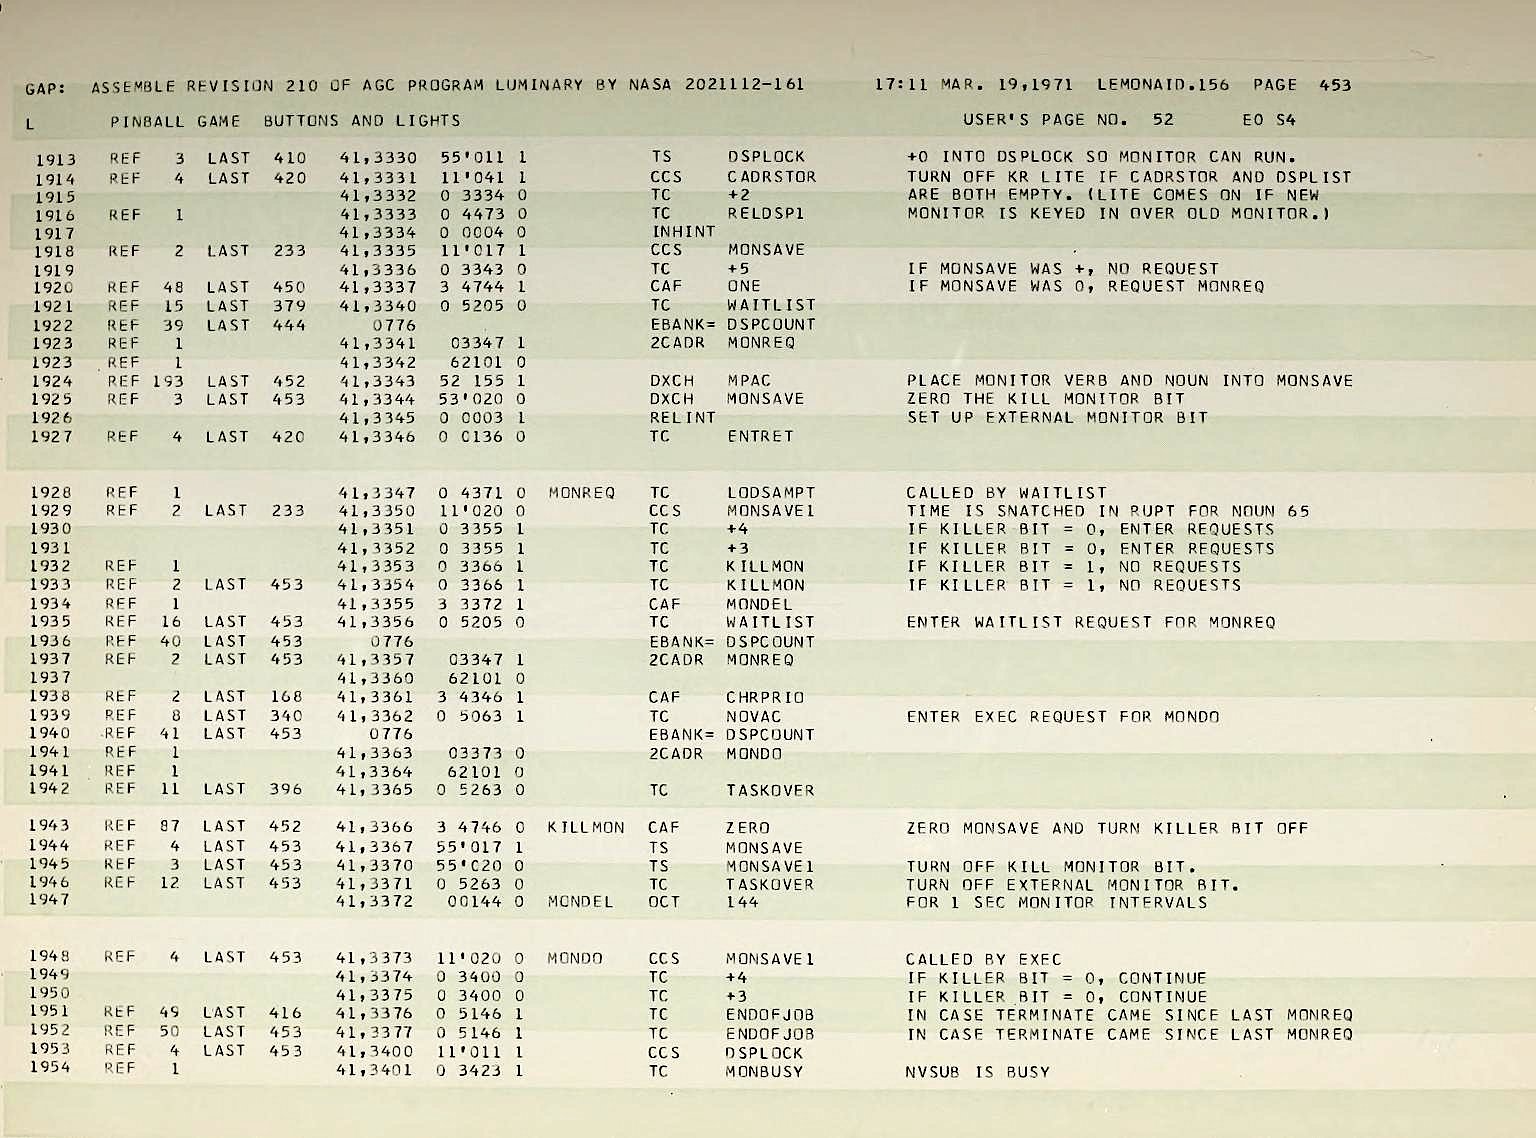 GAP: ASSEMBLE REVISION 210 OF AGC PROGRAM LUMINARY BY NASA 2021112-161 17:11 MAR. 19,1971 LEMONAID.156 PAGE 453
L PINBALL GAME BUTTONS AND LIGHTS USER'S PAGE NO. 52 E0 S4
1913 REF 3 LAST 410 41,3330 55'011 1 TS DSPLOCK +0 INTO DSPLOCK SO MONITOR CAN RUN.
1914 REF 4 LAST 420 41,3331 11'041 1 CCS CADRSTOR TURN OFF KR LITE IF CADRSTOR AND DSPLIST
1915 41,3332 0 3334 0 TC +2 ARE BOTH EMPTY. (LITE COMES ON IF NEW
1916 REF 1 41,3333 0 4473 0 TC RELDSP1 MONITOR IS KEYED IN OVER OLD MONITOR.)
1917 41,3334 0 0004 0 INHINT
1918 REF 2 LAST 233 41,3335 11'017 1 CCS MONSAVE
1919 41,3336 0 3343 0 TC +5 IF MONSAVE WAS +, NO REQUEST
1920 REF 48 LAST 450 41,3337 3 4744 1 CAF ONE IF MONSAVE WAS 0, REQUEST MONREQ
1921 REF 15 LAST 379 41,3340 0 5205 0 TC WAITLIST
1922 REF 39 LAST 444 0776 EBANK= DSPCOUNT
1923 REF 1 41,3341 03347 1 2CADR MONREQ
1923 REF 1 41,3342 62101 0
1924 REF 193 LAST 452 41,3343 52 155 1 DXCH MPAC PLACE MONITOR VERB AND NOUN INTO MONSAVE
1925 REF 3 LAST 453 41,3344 53'020 0 DXCH MONSAVE ZERO THE KILL MONITOR BIT
1926 41,3345 0 0003 1 RELINT SET UP EXTERNAL MONITOR BIT
1927 REF 4 LAST 420 41,3346 0 0136 0 TC ENTRET
1928 REF 1 41,3347 0 4371 0 MONREQ TC LODSAMPT CALLED BY WAITLIST
1929 REF 2 LAST 233 41,3350 11'020 0 CCS MONSAVE1 TIME IS SNATCHED IN RUPT FOR NOUN 65
1930 41,3351 0 3355 1 TC +4 IF KILLER BIT = 0, ENTER REQUESTS
1931 41,3352 0 3355 1 TC +3 IF KILLER BIT = 0, ENTER REQUESTS
1932 REF 1 41,3353 0 3366 1 TC KILLMON IF KILLER BIT = 1, NO REQUESTS
1933 REF 2 LAST 453 41,3354 0 3366 1 TC KILLMON IF KILLER BIT = 1, NO REQUESTS
1934 REF 1 41,3355 3 3372 1 CAF MONDEL
1935 REF 16 LAST 453 41,3356 0 5205 0 TC WAITLIST ENTER WAITLIST REQUEST FOR MONREQ
1936 REF 40 LAST 453 0776 EBANK= DSPCOUNT
1937 REF 2 LAST 453 41,3357 03347 1 2CADR MONREQ
1937 41,3360 62101 0
1938 REF 2 LAST 168 41,3361 3 4346 1 CAF CHRPRIO
1939 REF 8 LAST 340 41,3362 0 5063 1 TC NOVAC ENTER EXEC REQUEST FOR MONDO
1940 REF 41 LAST 453 0776 EBANK= DSPCOUNT
1941 REF 1 41,3363 03373 0 2CADR MONDO
1941 REF 1 41,3364 62101 0
1942 REF 11 LAST 396 41,3365 0 5263 0 TC TASKOVER
1943 REF 87 LAST 452 41,3366 3 4746 0 KILLMON CAF ZERO ZERO MONSAVE AND TURN KILLER BIT OFF
1944 REF 4 LAST 453 41,3367 55'017 1 TS MONSAVE
1945 REF 3 LAST 453 41,3370 55'020 0 TS MONSAVE1 TURN OFF KILL MONITOR BIT.
1946 REF 12 LAST 453 41,3371 0 5263 0 TC TASKOVER TURN OFF EXTERNAL MONITOR BIT.
1947 41,3372 00144 0 MONDEL OCT 144 FOR 1 SEC MONITOR INTERVALS
1948 REF 4 LAST 453 41,3373 11'020 0 MONDO CCS MONSAVE1 CALLED BY EXEC
1949 41,3374 0 3400 0 TC +4 IF KILLER BIT = 0, CONTINUE
1950 41,3375 0 3400 0 TC +3 IF KILLER BIT = 0, CONTINUE
1951 REF 49 LAST 416 41,3376 0 5146 1 TC ENDOFJOB IN CASE TERMINATE CAME SINCE LAST MONREQ
1952 REF 50 LAST 453 41,3377 0 5146 1 TC ENDOFJOB IN CASE TERMINATE CAME SINCE LAST MONREQ
1953 REF 4 LAST 453 41,3400 11'011 1 CCS DSPLOCK
1954 REF 1 41,3401 0 3423 1 TC MONBUSY NVSUB IS BUSY